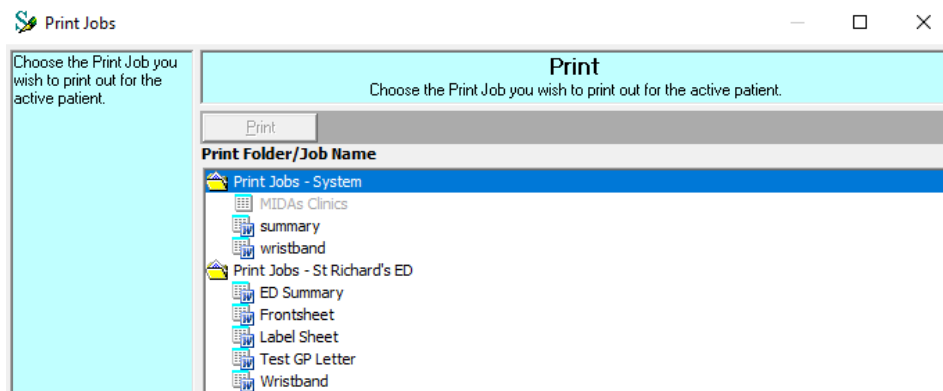 Print Jobs
Choose the Print Job you
wish to print out for the
active patient.
Print
Choose the Print Job you wish to print out for the active patient.
Print
Print Folder/Job Name
Print Jobs - System
MIDAs Clinics
summary
wristband
Print Jobs - St Richard's ED
ED Summary
Frontsheet
Label Sheet
Test GP Letter
Wristband